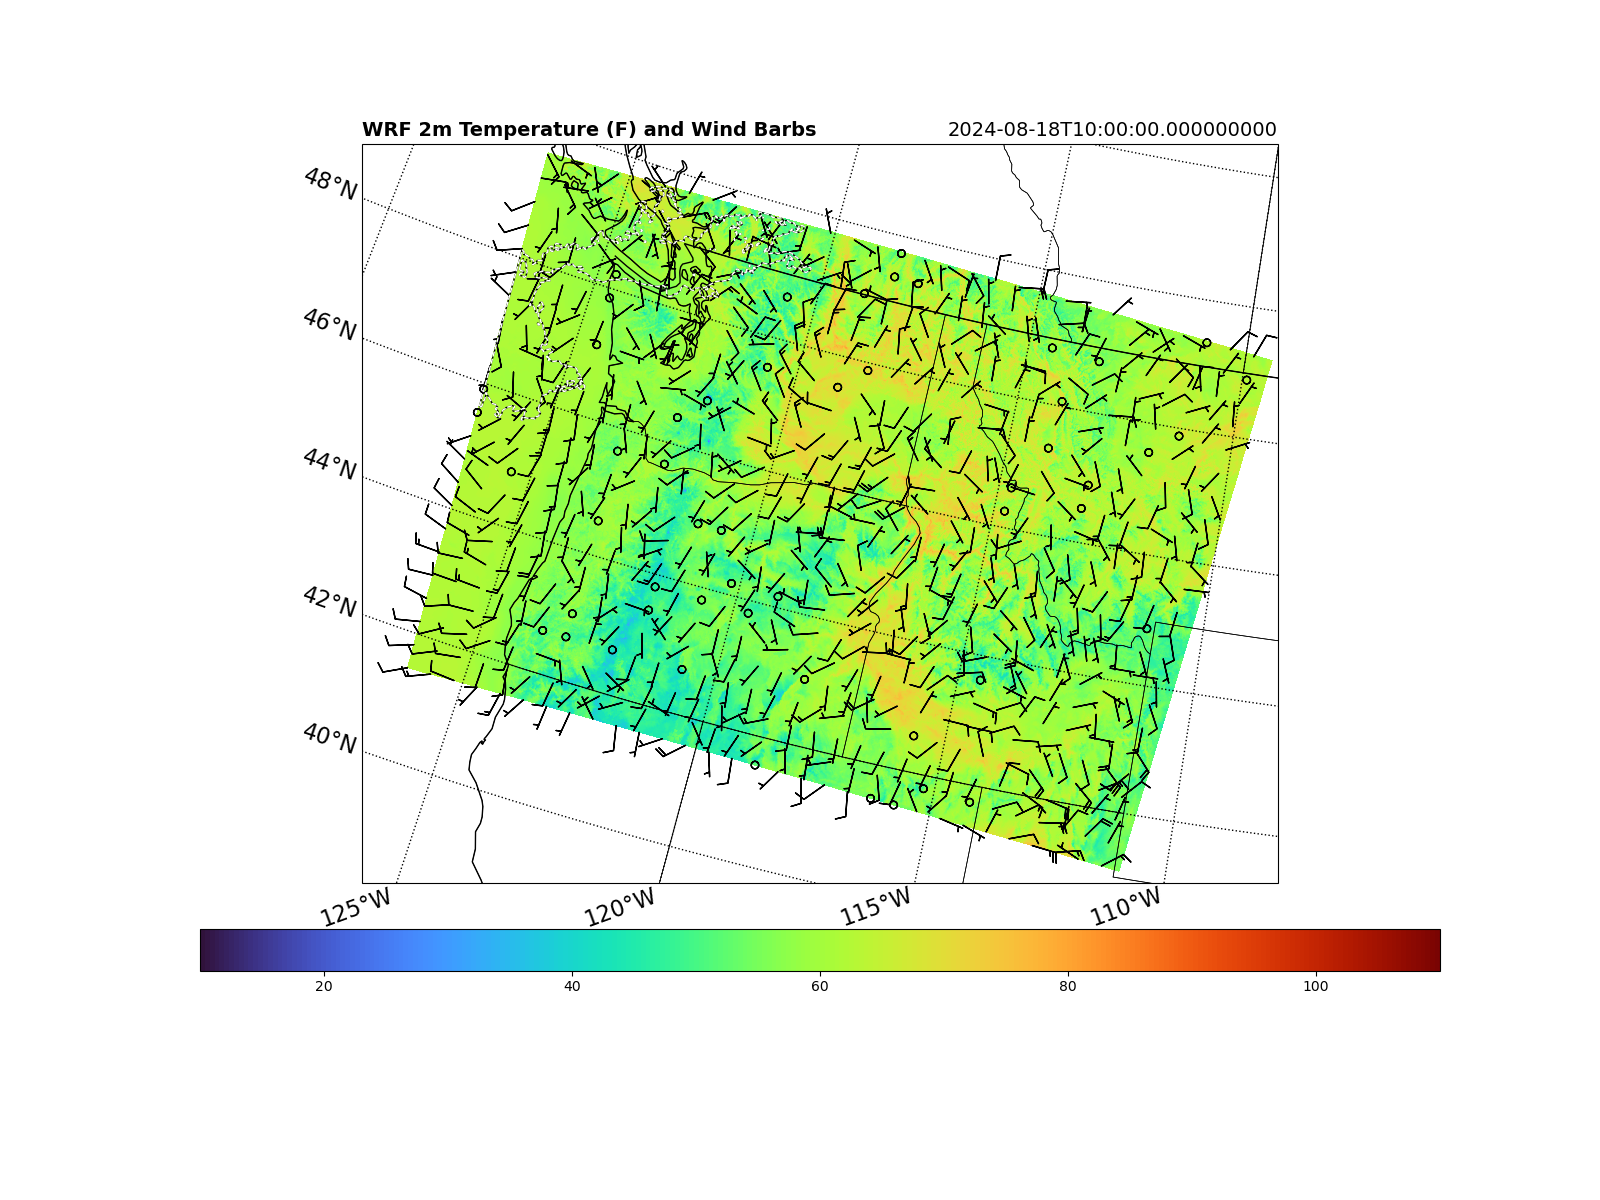 WRF 2m Temperature (F) and Wind Barbs
2024-08-18T10:00:00.000000000
48°N
46°N
44°N
42°N
40°N
125°W
120°W
115°W
110°W
20
40
60
80
100